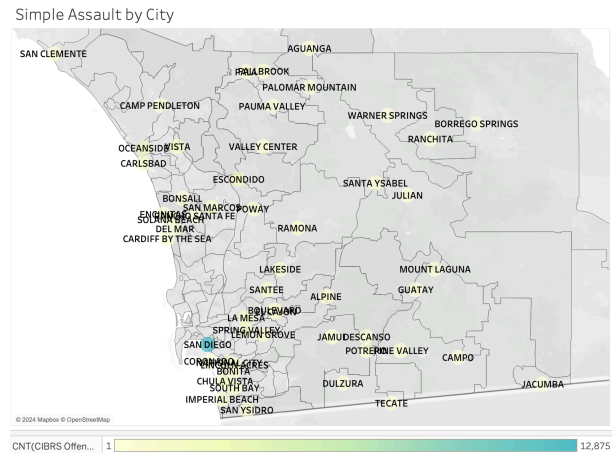 Simple Assault by City
AGUANGA
SAN CLEMENTE
FALLBROOK
PALOMAR MOUNTAIN
CAMP PENDLETON
PAUMA VALLEY
WARNER SPRINGS
BORREGO SPRINGS
RANCHITA
OCEANSIDE
VISTA
VALLEY CENTER
CARLSBAD
ESCONDIDO
SANTA YSABEL
JULIAN
BONSALL
SAN MARCOS
POWAY
SOLANA BEACH
DEL MAR
RAMONA
CARDIFF BY THE SEA
LAKESIDE
MOUNT LAGUNA
SANTEE
GUATAY
ALPINE
BOULEVARD
EL CAJON
LA MESA
SPRING VALLEY
LEMON GROVE
JAMUL
DESCANSO
SAN DIEGO
POTRERO
PINE VALLEY
CAMPO
CORONADO
BONITA
CHULA VISTA
SOUTH BAY
DULZURA
JACUMBA
IMPERIAL BEACH
TECATE
SAN YSIDRO
© 2024 Mapbox © OpenStreetMap
CNT(CIBRS Offen... 1 12,875